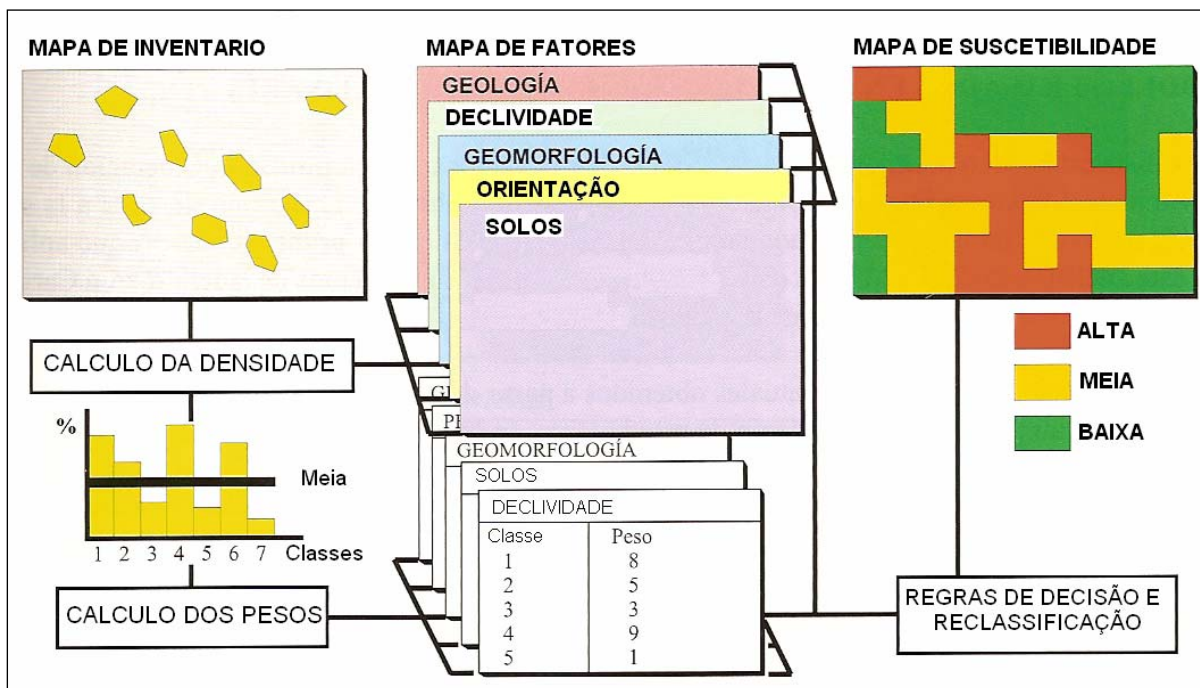 MAPA DE INVENTARIO
MAPA DE FATORES
MAPA DE SUSCETIBILIDADE
GEOLOGÍA
DECLIVIDADE
GEOMORFOLOGÍA
ORIENTAÇÃO
SOLOS
ALTA
MEIA
BAIXA
CALCULO DA DENSIDADE
%
Meia
1 2 3 4 5 6 7 Classes
CALCULO DOS PESOS
GEOMORFOLOGÍA
SOLOS
DECLIVIDADE
Classe Peso
1 8
2 5
3 3
4 9
5 1
REGRAS DE DECISÃO E
RECLASSIFICAÇÃO